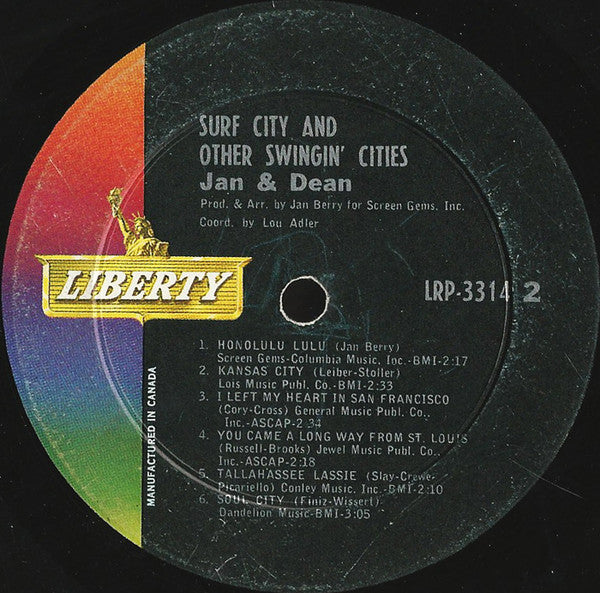 SURF CITY AND
OTHER SWINGIN' CITIES
Jan & Dean
Prod. & Arr. by Jan Berry for Screen Gems, Inc.
Coord. by Lou Adler
LIBERTY
LRP-3314 2
1. HONOLULU LULU (Jan Berry)
Screen Gems-Columbia Music, Inc.-BMI-2:17
2. KANSAS CITY (Leiber-Stoller)
Lois Music Publ. Co.-BMI-2:33
3. I LEFT MY HEART IN SAN FRANCISCO
(Cory-Cross) General Music Publ. Co.,
Inc.-ASCAP-2:34
4. YOU CAME A LONG WAY FROM ST. LOUIS
(Russell-Brooks) Jewel Music Publ. Co.,
Inc.-ASCAP-2:18
5. TALLAHASSEE LASSIE (Slay-Crewe-
Picariello) Conley Music. Inc.-BMI-2:10
6. SOUL CITY (Finiz-Wissert)-
Dandelion Music-BMI-3:05
MANUFACTURED IN CANADA